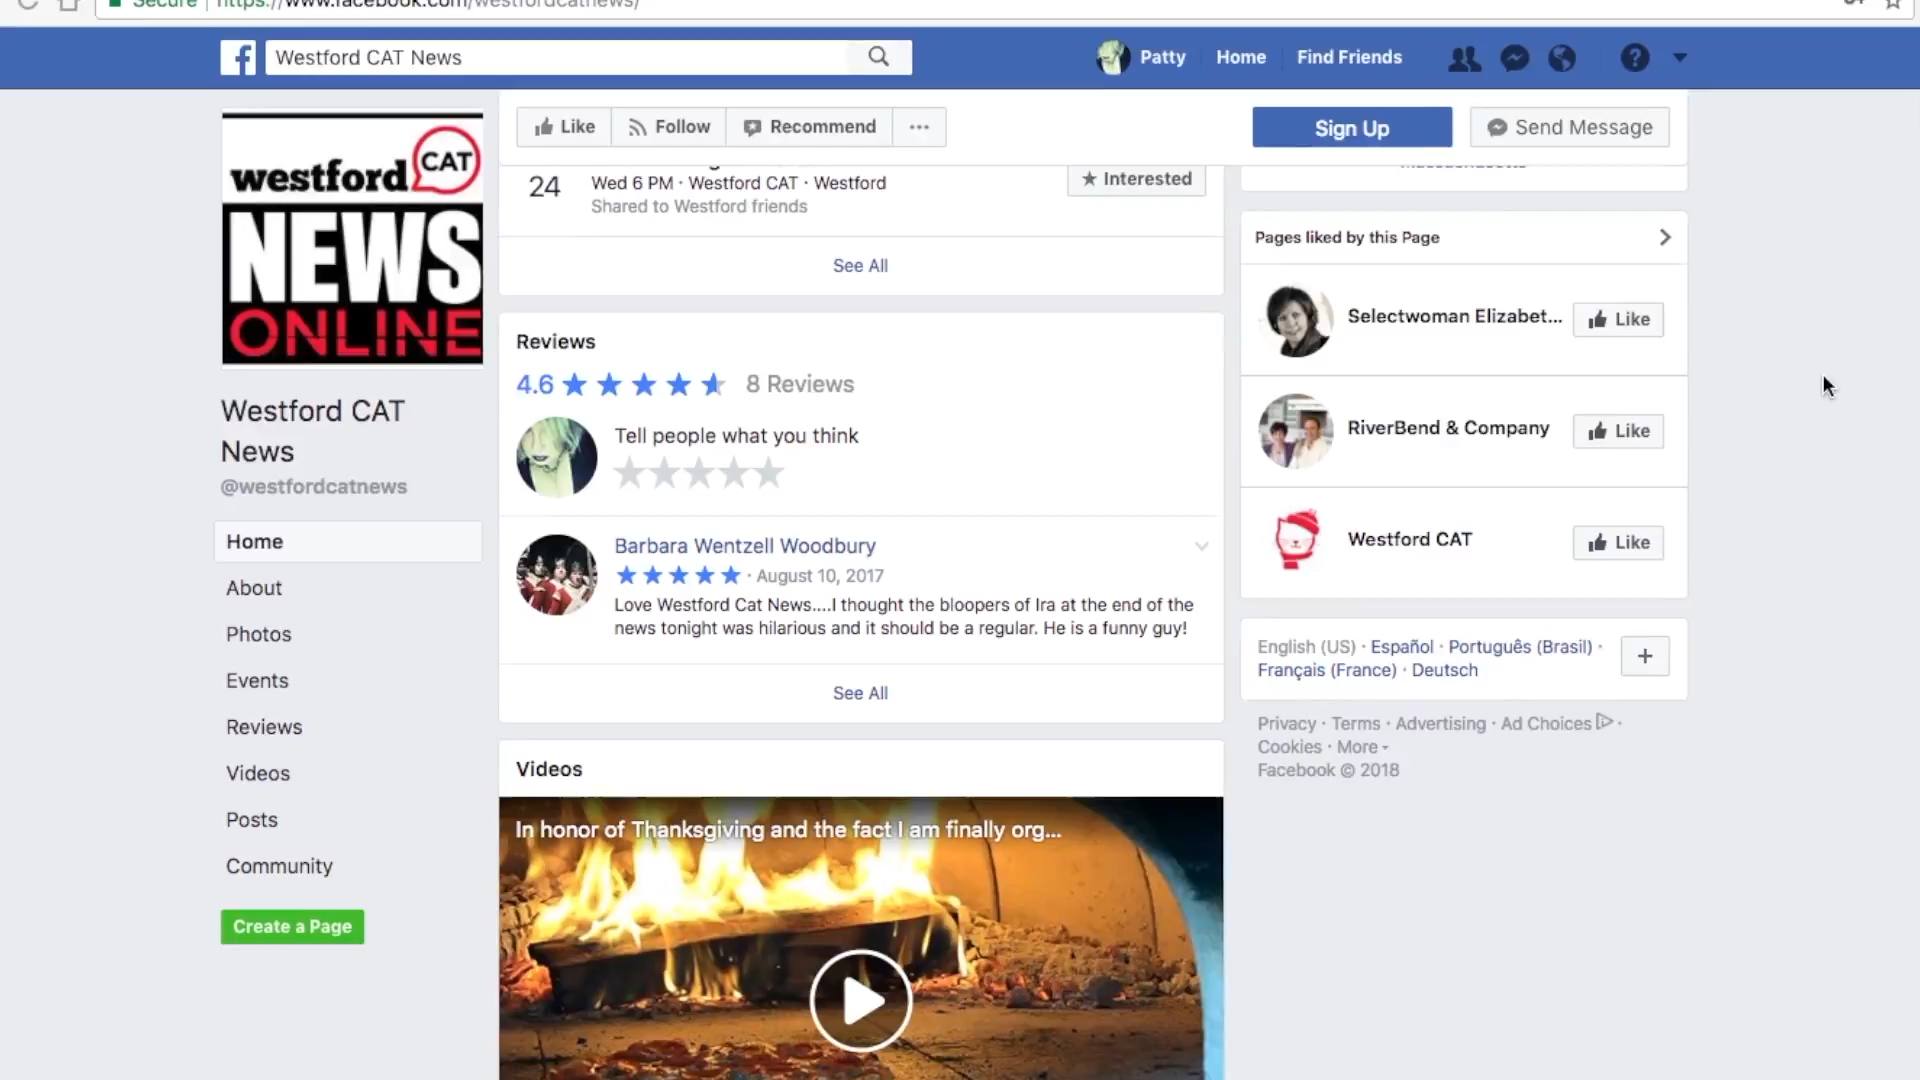 Secure
https://www.facebook.com/westfordcatnews/
Westford CAT News
Patty
Home
Find Friends
westford CAT
NEWS
ONLINE
Westford CAT
News
@westfordcatnews
Home
About
Photos
Events
Reviews
Videos
Posts
Community
Create a Page
Like
Follow
Recommend
Sign Up
Send Message
24
Wed 6 PM · Westford CAT · Westford
Shared to Westford friends
Interested
See All
Reviews
4.6
8 Reviews
Tell people what you think
Barbara Wentzell Woodbury
· August 10, 2017
Love Westford Cat News....I thought the bloopers of Ira at the end of the
news tonight was hilarious and it should be a regular. He is a funny guy!
See All
Videos
In honor of Thanksgiving and the fact I am finally org...
Pages liked by this Page
Selectwoman Elizabet...
Like
RiverBend & Company
Like
Westford CAT
Like
English (US) · Español · Português (Brasil) ·
Français (France) · Deutsch
Privacy · Terms · Advertising · Ad Choices ·
Cookies · More
Facebook © 2018